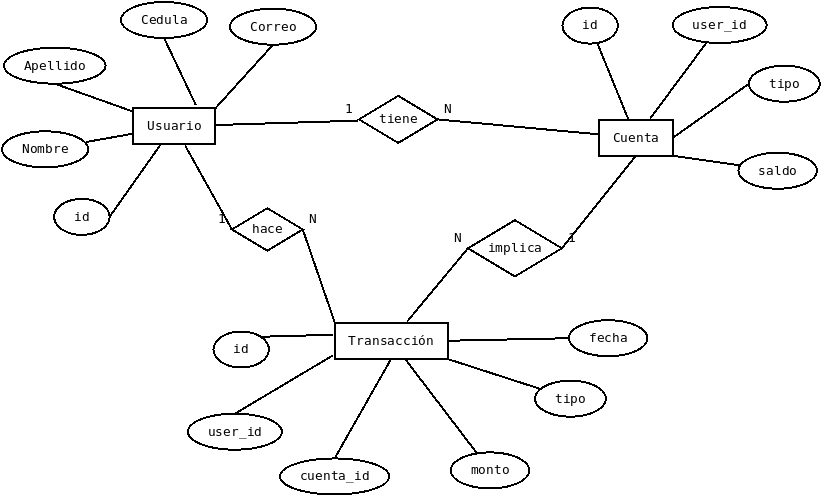 Cedula
Correo
id
user_id
Apellido
tipo
1
N
tiene
Usuario
Cuenta
Nombre
saldo
id
1
hace
N
N
implica
1
Transacción
fecha
id
tipo
user_id
cuenta_id
monto